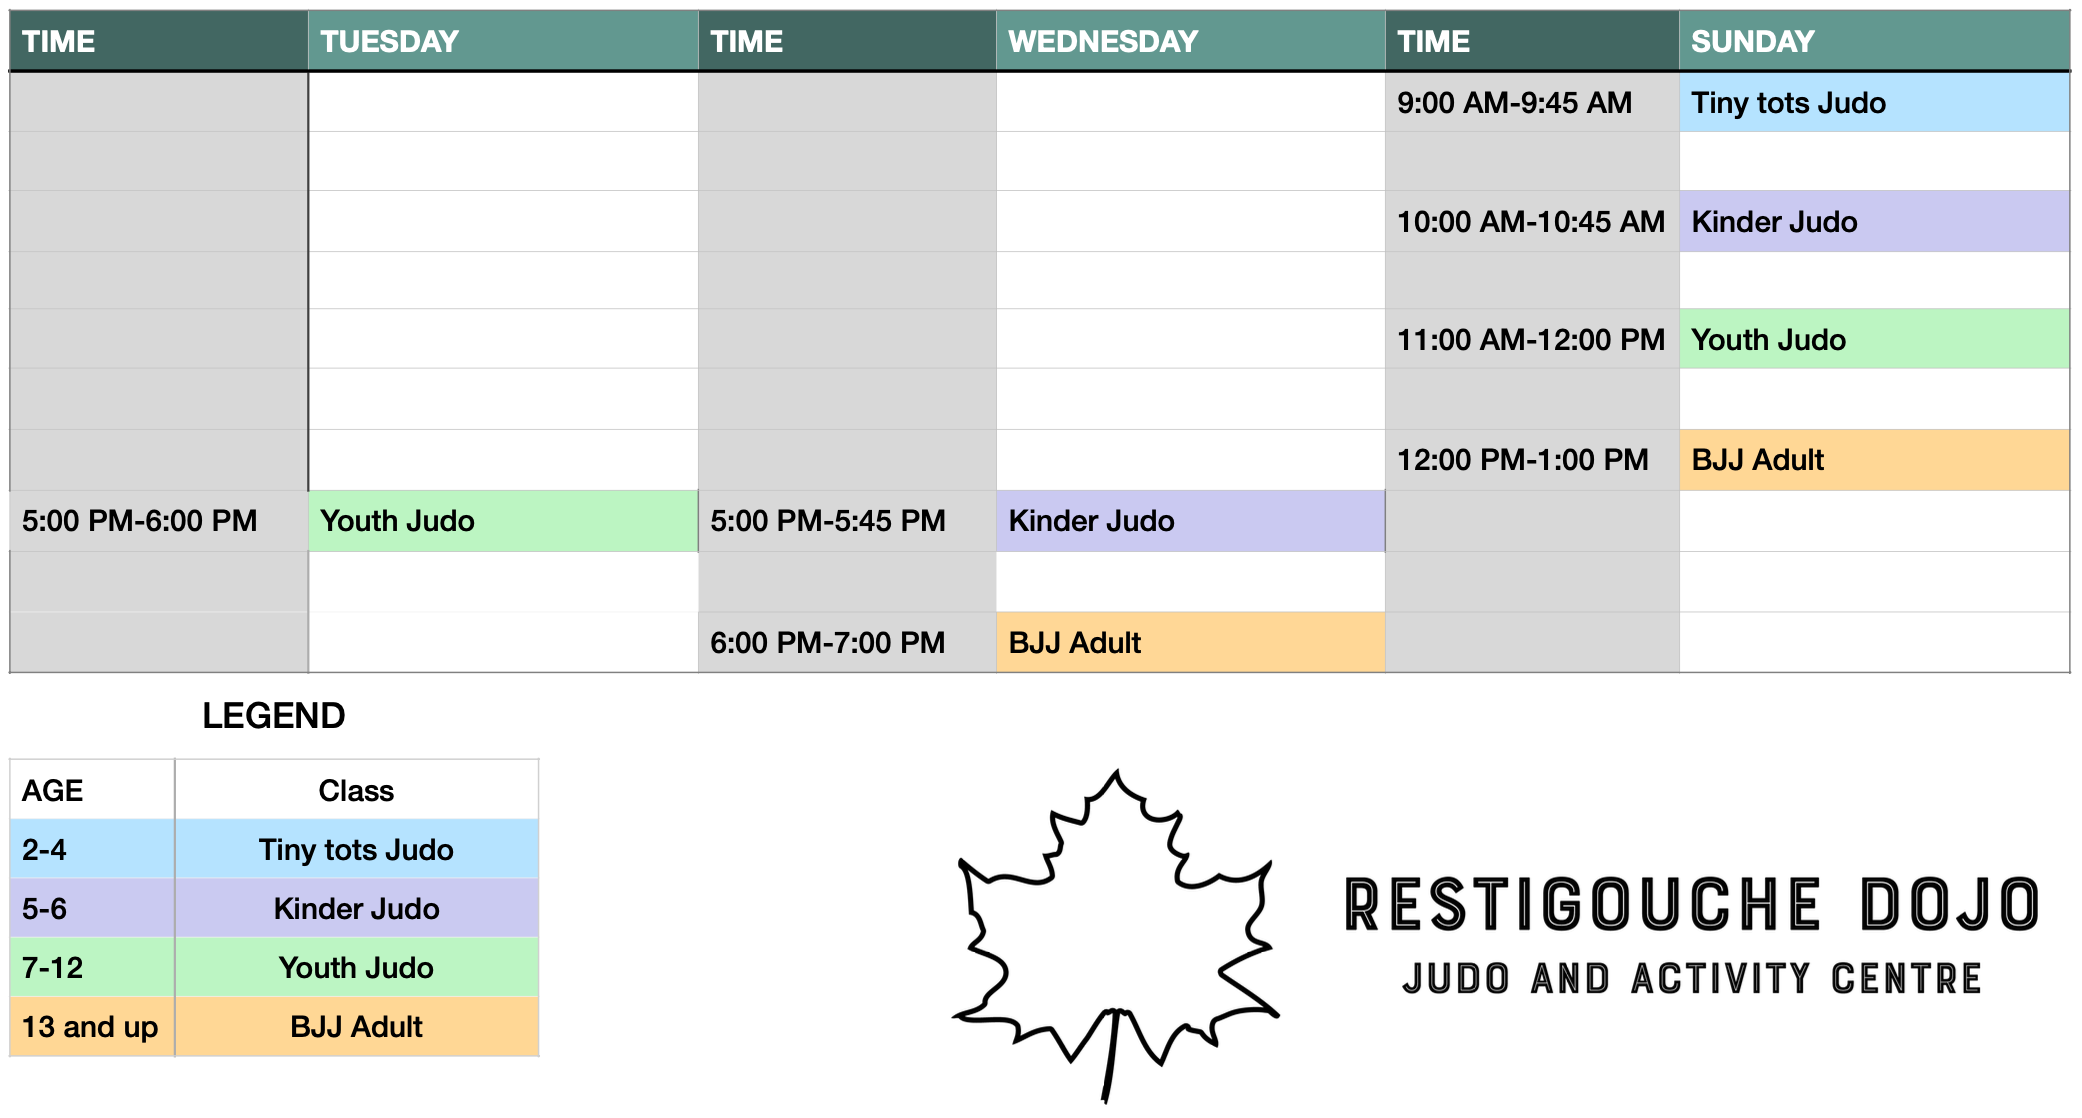 TIME TUESDAY TIME WEDNESDAY TIME SUNDAY
9:00 AM-9:45 AM Tiny tots Judo
10:00 AM-10:45 AM Kinder Judo
11:00 AM-12:00 PM Youth Judo
12:00 PM-1:00 PM BJJ Adult
5:00 PM-6:00 PM Youth Judo 5:00 PM-5:45 PM Kinder Judo
6:00 PM-7:00 PM BJJ Adult
LEGEND
AGE Class
2-4 Tiny tots Judo
5-6 Kinder Judo
7-12 Youth Judo
13 and up BJJ Adult
RESTIGOUCHE DOJO
JUDO AND ACTIVITY CENTRE